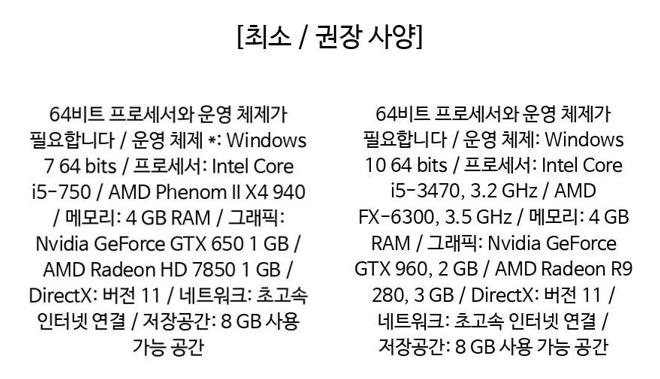 [최소 / 권장 사양]
64비트 프로세서와 운영 체제가
필요합니다 / 운영 체제 *: Windows
7 64 bits / 프로세서: Intel Core
i5-750 / AMD Phenom II X4 940
/ 메모리: 4 GB RAM / 그래픽:
Nvidia GeForce GTX 650 1 GB /
AMD Radeon HD 7850 1 GB /
DirectX: 버전 11 / 네트워크: 초고속
인터넷 연결 / 저장공간: 8 GB 사용
가능 공간
64비트 프로세서와 운영 체제가
필요합니다 / 운영 체제: Windows
10 64 bits / 프로세서: Intel Core
i5-3470, 3.2 GHz / AMD
FX-6300, 3.5 GHz / 메모리: 4 GB
RAM / 그래픽: Nvidia GeForce
GTX 960, 2 GB / AMD Radeon R9
280, 3 GB / DirectX: 버전 11 /
네트워크: 초고속 인터넷 연결 /
저장공간: 8 GB 사용 가능 공간